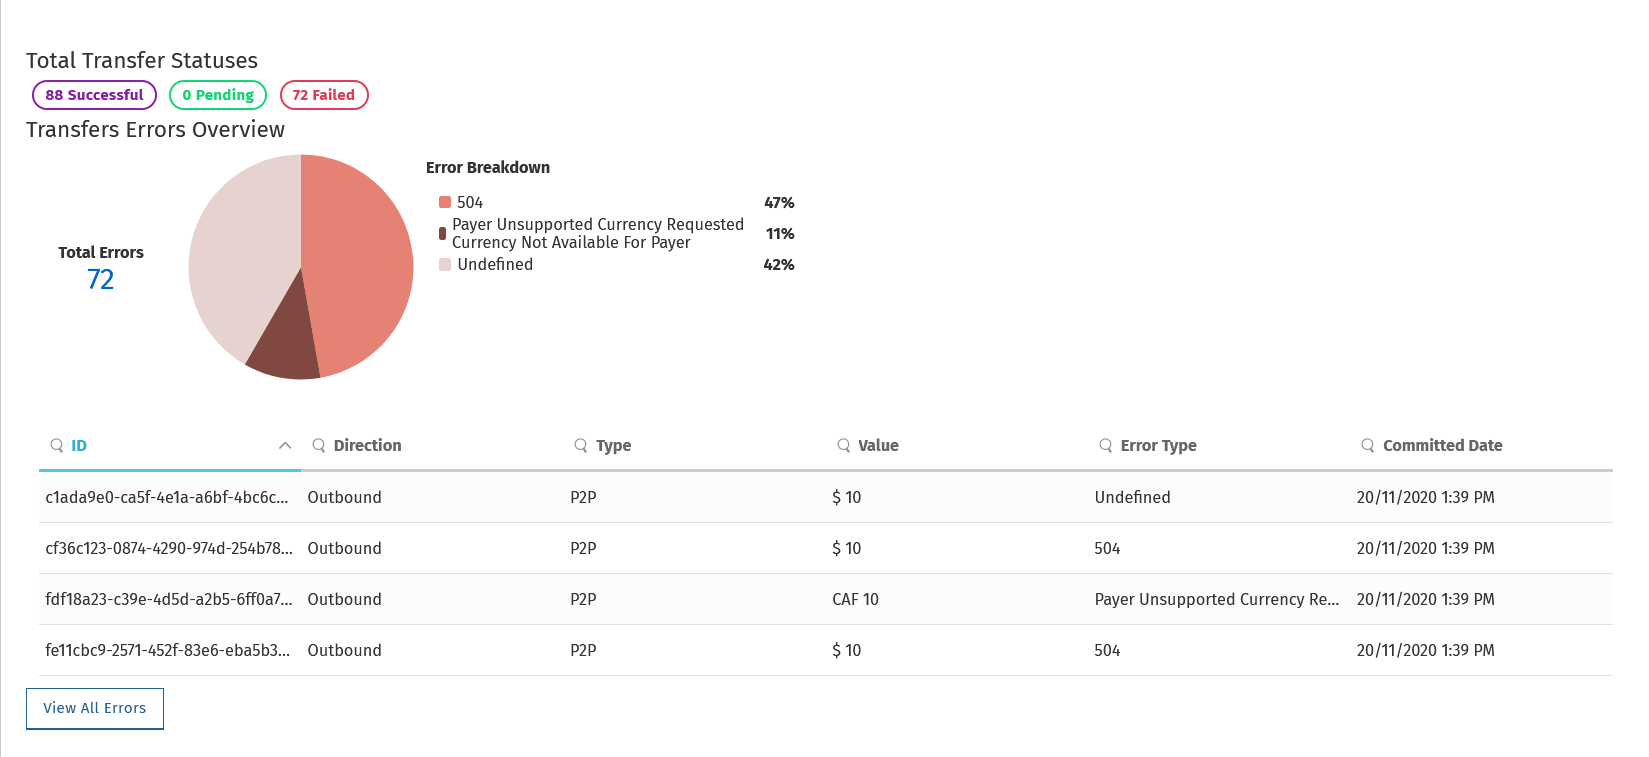 Total Transfer Statuses
88 Successful 0 Pending 72 Failed
Transfers Errors Overview
Total Errors
72
Error Breakdown
504 47%
Payer Unsupported Currency Requested
Currency Not Available For Payer 11%
Undefined 42%
ID Direction Type Value Error Type Committed Date
c1ada9e0-ca5f-4e1a-a6bf-4bc6c... Outbound P2P $ 10 Undefined 20/11/2020 1:39 PM
cf36c123-0874-4290-974d-254b78... Outbound P2P $ 10 504 20/11/2020 1:39 PM
fdf18a23-c39e-4d5d-a2b5-6ff0a7... Outbound P2P CAF 10 Payer Unsupported Currency Re... 20/11/2020 1:39 PM
fe11cbc9-2571-452f-83e6-eba5b3... Outbound P2P $ 10 504 20/11/2020 1:39 PM
View All Errors